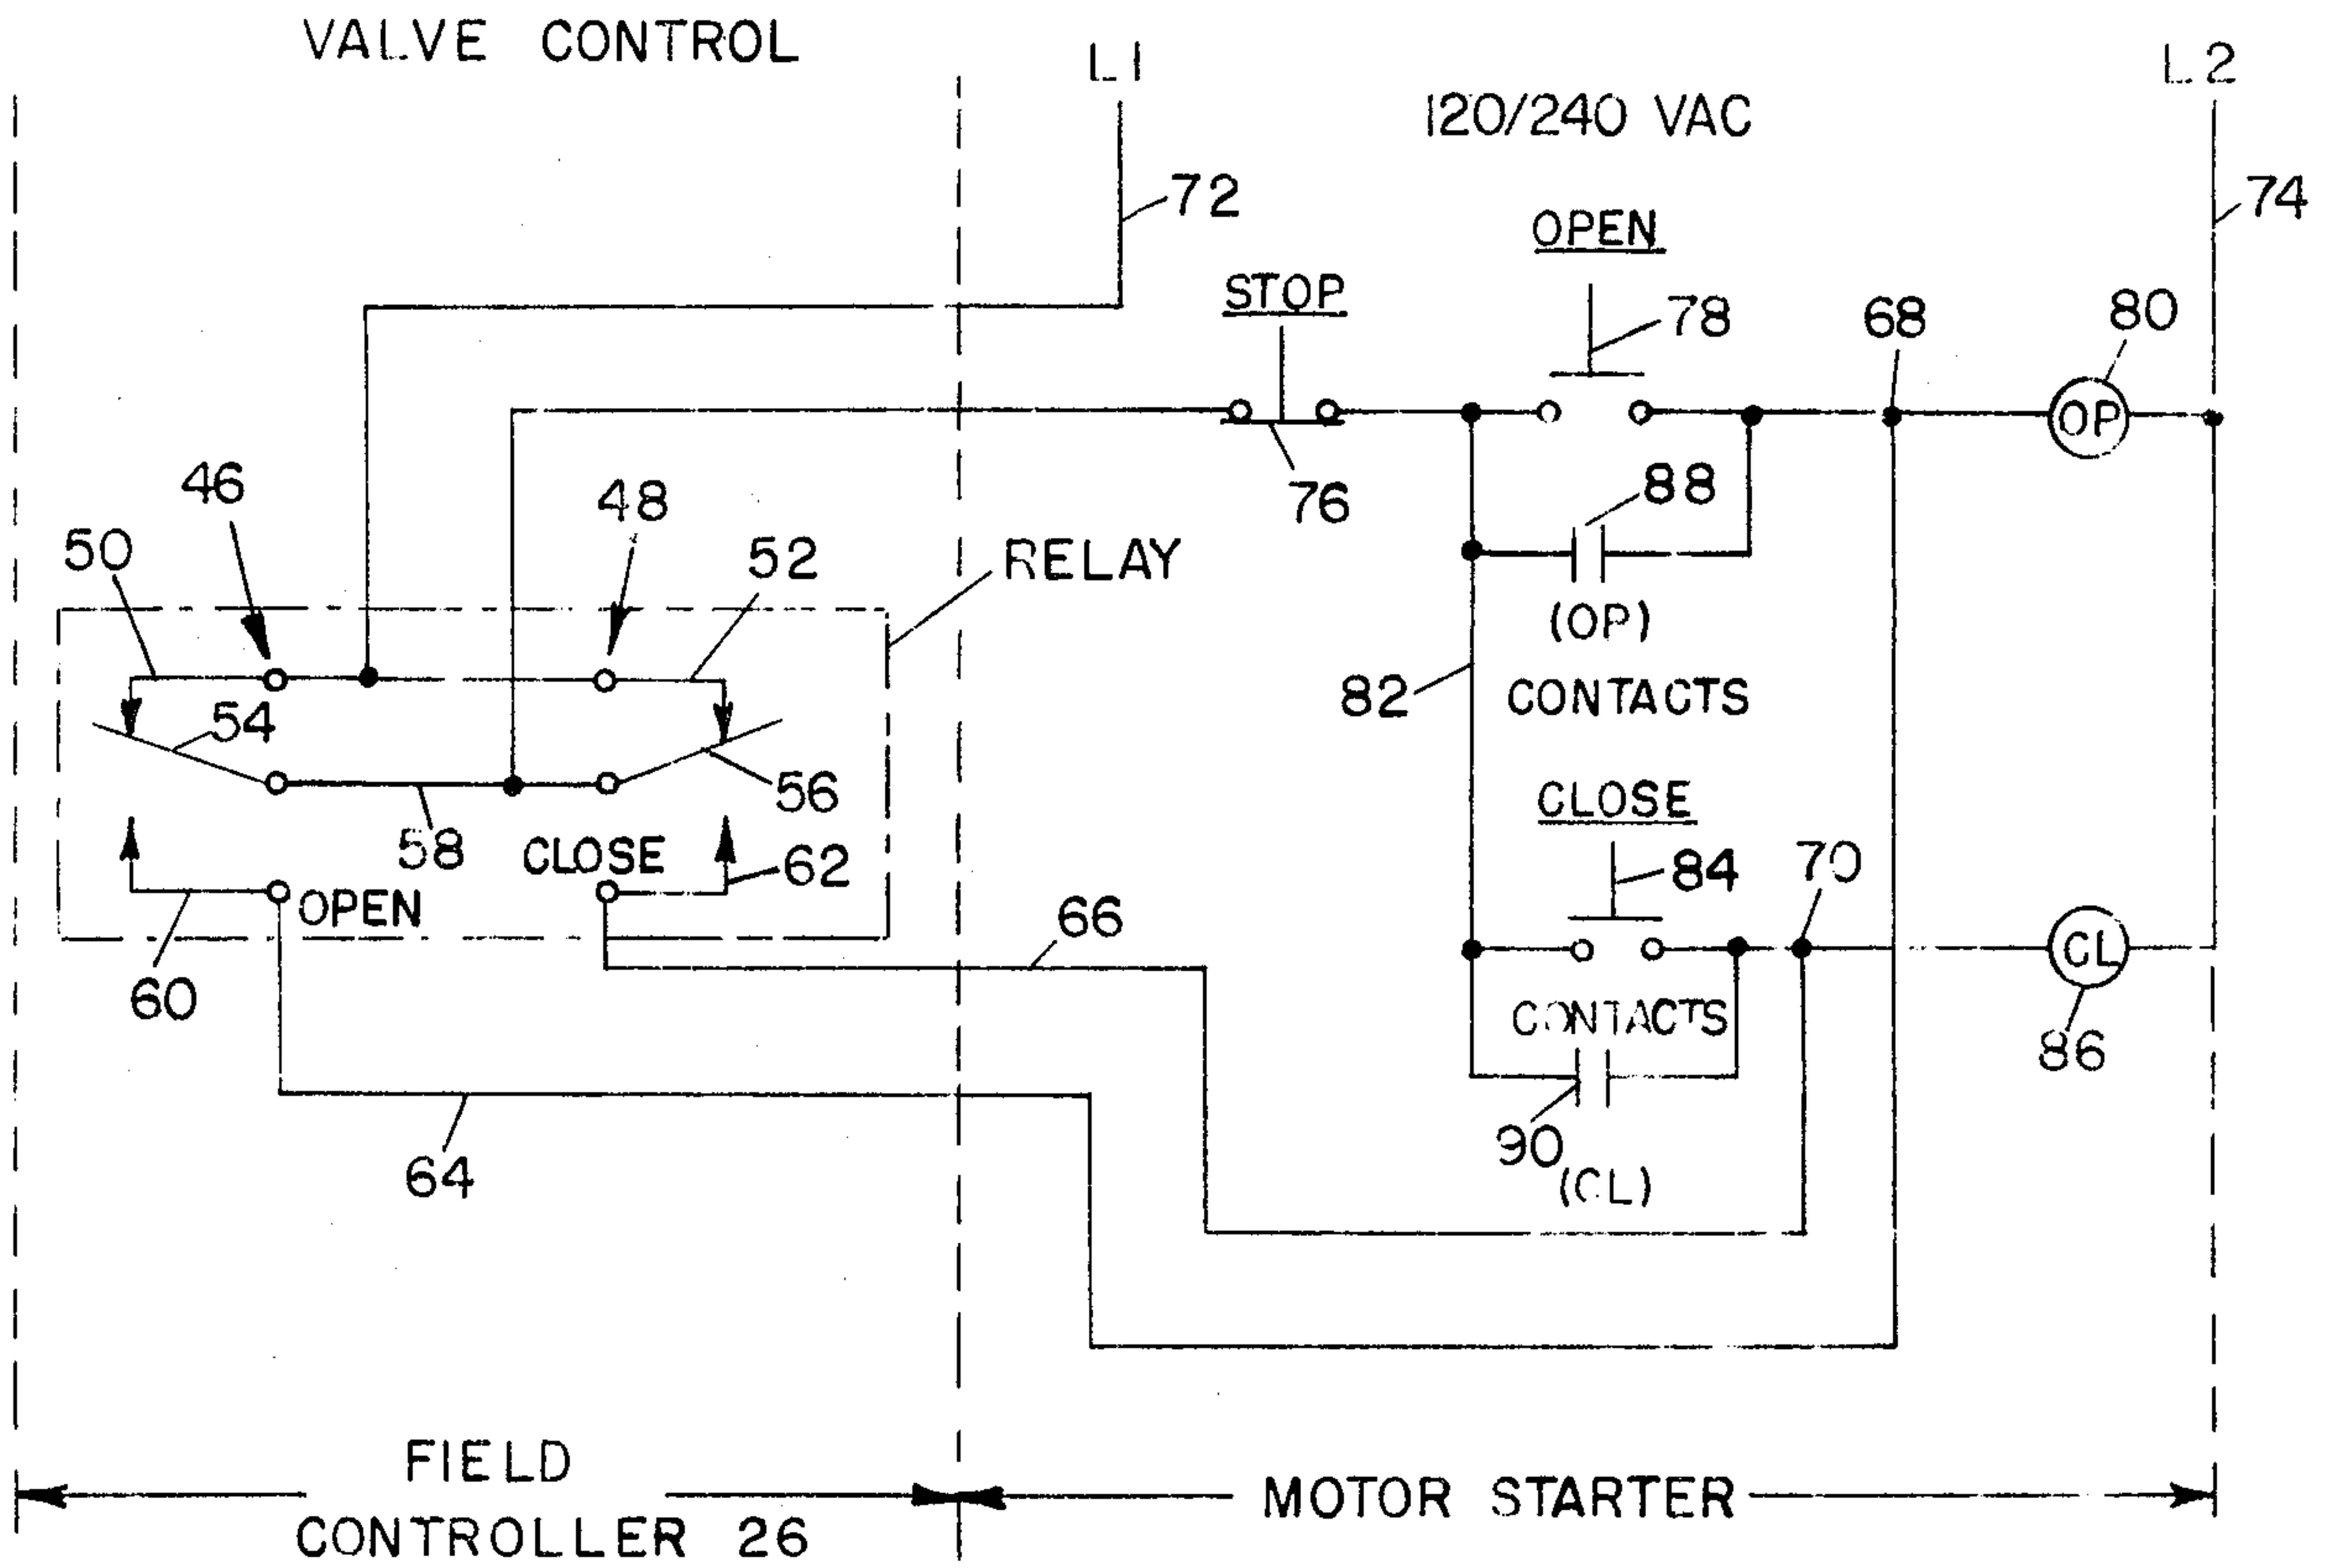 VALVE CONTROL
L1
L2
120/240 VAC
72
74
OPEN
STOP
78
68
80
OP
46
48
76
88
50
52
RELAY
(OP)
54
82
CONTACTS
56
CLOSE
58
CLOSE
62
84
70
60
OPEN
66
CL
CONTACTS
86
90
(CL)
64
FIELD
CONTROLLER 26
MOTOR STARTER